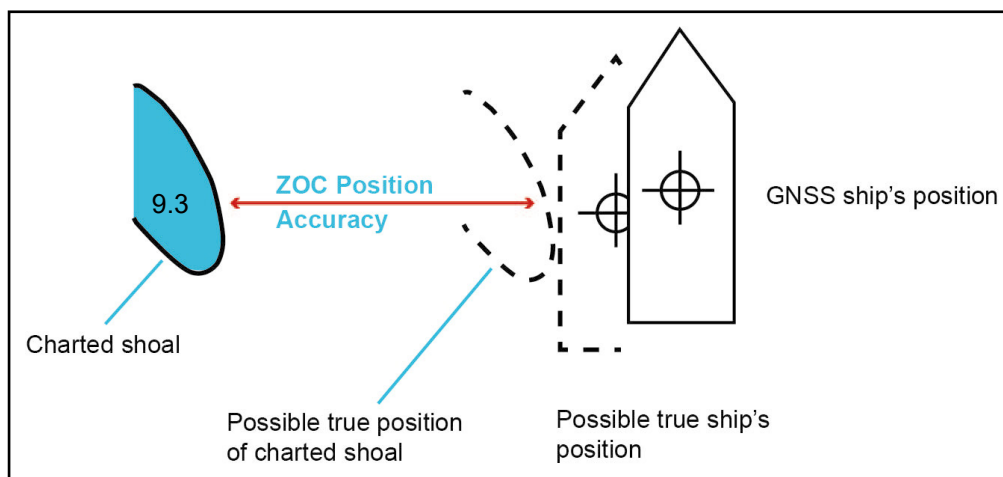 ZOC Position
Accuracy
9.3
GNSS ship’s position
Charted shoal
Possible true position
of charted shoal
Possible true ship’s
position